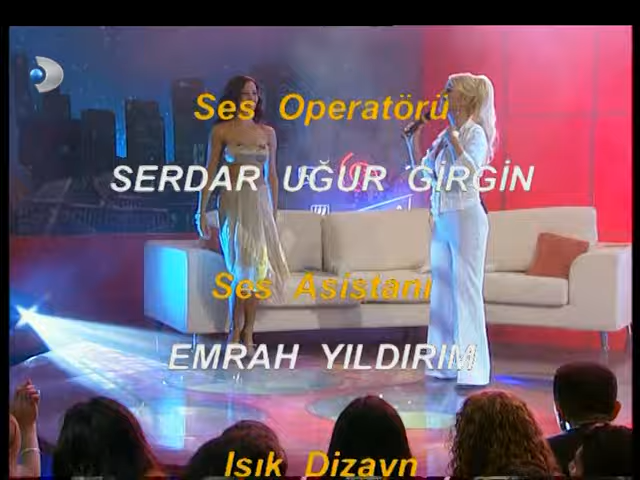 Ses Operatörü
SERDAR UĞUR GİRGİN
Ses Asistanı
EMRAH YILDIRIM
Işık Dizayn